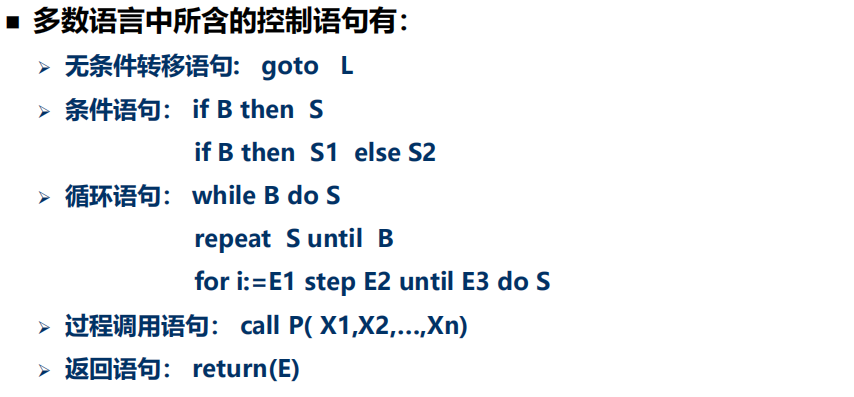 ■ 多数语言中所含的控制语句有：
➢ 无条件转移语句: goto L
➢ 条件语句： if B then S
if B then S1 else S2
➢ 循环语句： while B do S
repeat S until B
for i:=E1 step E2 until E3 do S
➢ 过程调用语句： call P( X1,X2,…,Xn)
➢ 返回语句： return(E)